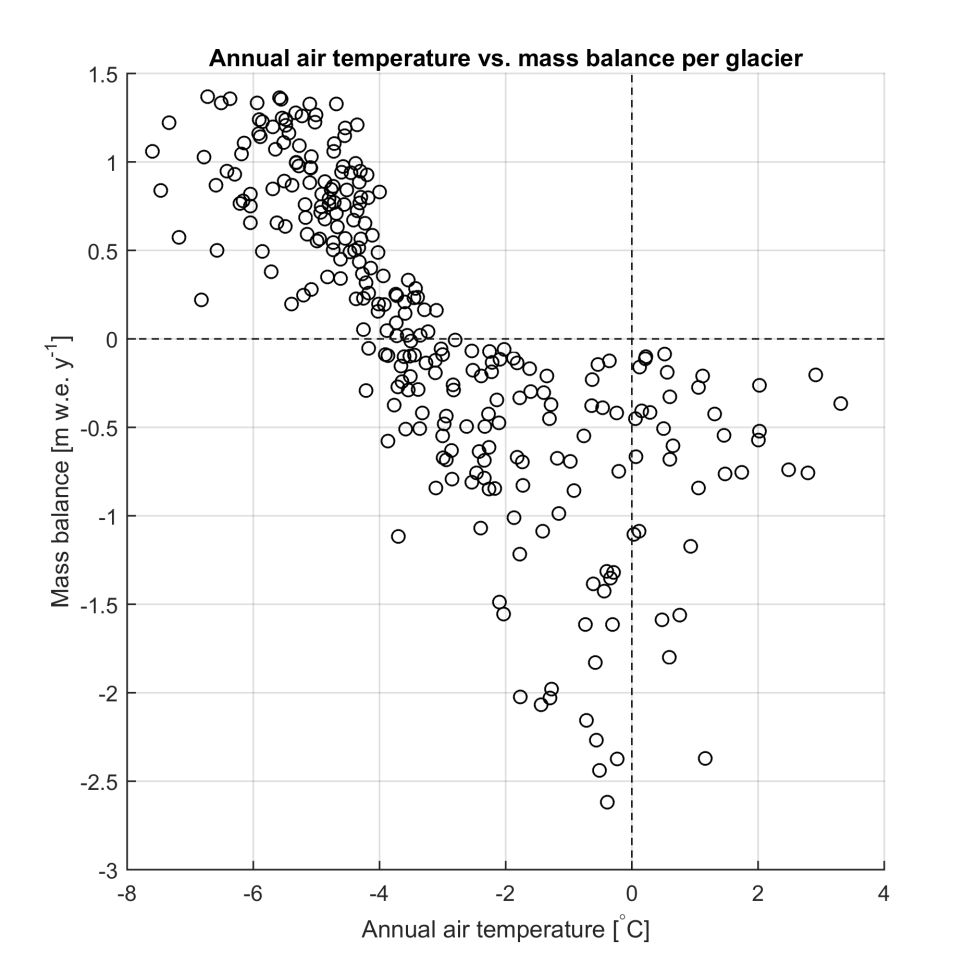 Annual air temperature vs. mass balance per glacier
1.5
1
0.5
0
-0.5
-1
-1.5
-2
-2.5
-3
Mass balance [m w.e. y⁻¹]
-8 -6 -4 -2 0 2 4
Annual air temperature [°C]